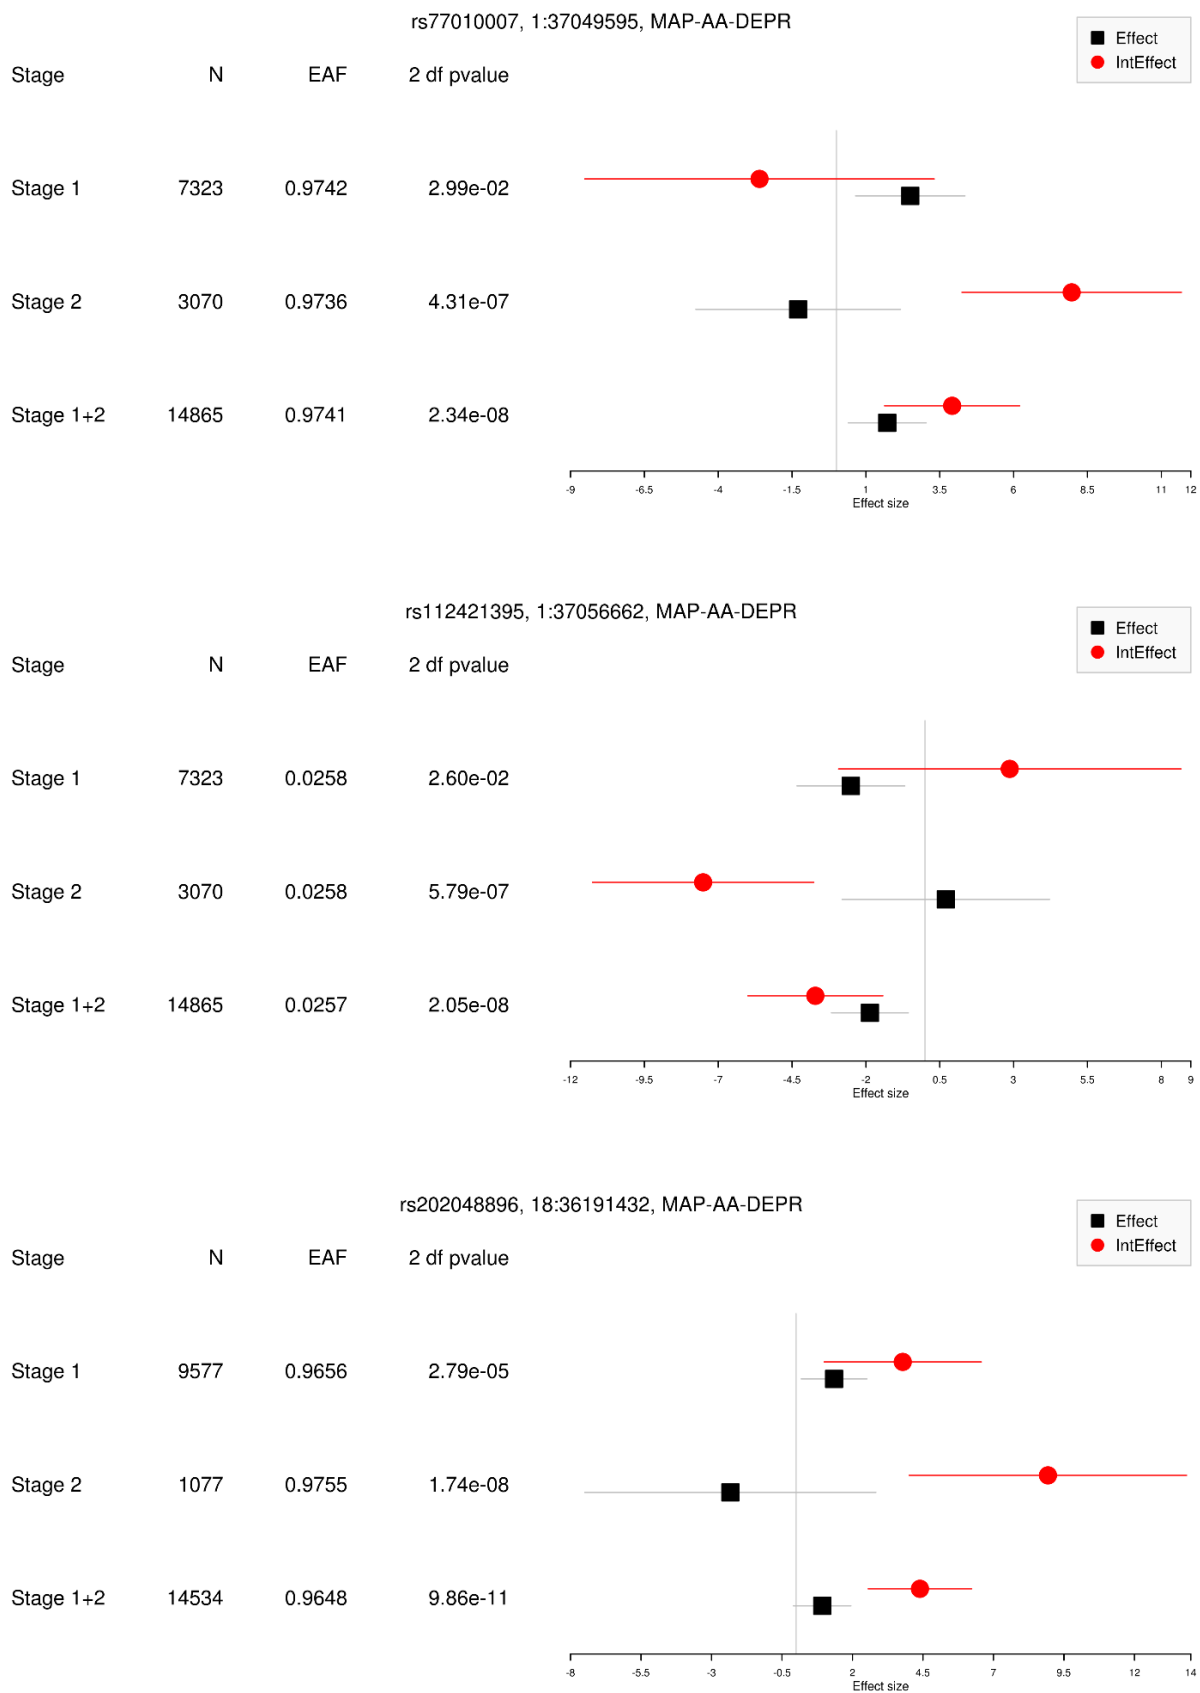 rs77010007, 1:37049595, MAP-AA-DEPR
Effect
IntEffect
Stage N EAF 2 df pvalue
Stage 1 7323 0.9742 2.99e-02
Stage 2 3070 0.9736 4.31e-07
Stage 1+2 14865 0.9741 2.34e-08
-9 -6.5 -4 -1.5 1 3.5 6 8.5 11 12
Effect size
rs112421395, 1:37056662, MAP-AA-DEPR
Effect
IntEffect
Stage N EAF 2 df pvalue
Stage 1 7323 0.0258 2.60e-02
Stage 2 3070 0.0258 5.79e-07
Stage 1+2 14865 0.0257 2.05e-08
-12 -9.5 -7 -4.5 -2 0.5 3 5.5 8 9
Effect size
rs202048896, 18:36191432, MAP-AA-DEPR
Effect
IntEffect
Stage N EAF 2 df pvalue
Stage 1 9577 0.9656 2.79e-05
Stage 2 1077 0.9755 1.74e-08
Stage 1+2 14534 0.9648 9.86e-11
-8 -5.5 -3 -0.5 2 4.5 7 9.5 12 14
Effect size